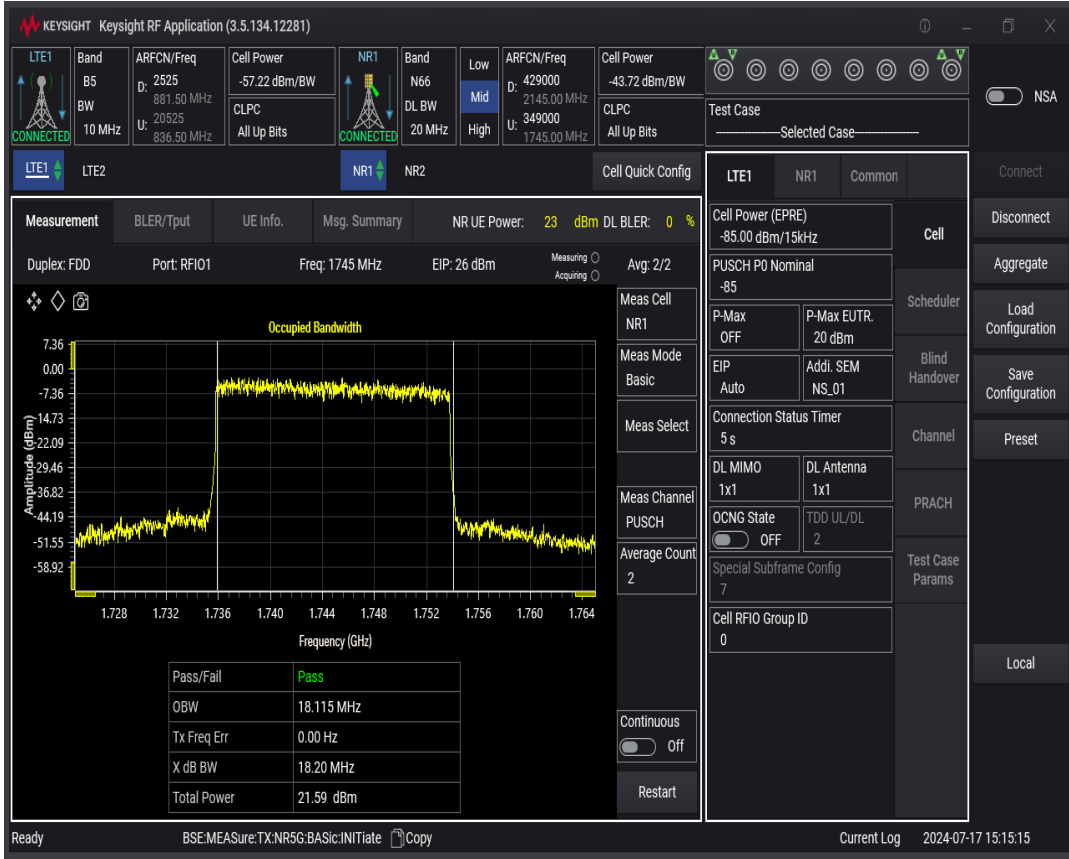 KEYSIGHT Keysight RF Application (3.5.134.12281)
LTE1
CONNECTED
Band
B5
BW
10 MHz
ARFCN/Freq
D: 2525
881.50 MHz
U: 20525
836.50 MHz
Cell Power
-57.22 dBm/BW
CLPC
All Up Bits
NR1
CONNECTED
Band
N66
DL BW
20 MHz
Low
Mid
High
ARFCN/Freq
D: 429000
2145.00 MHz
U: 349000
1745.00 MHz
Cell Power
-43.72 dBm/BW
CLPC
All Up Bits
Test Case
Selected Case
NSA
LTE1 LTE2 NR1 NR2 Cell Quick Config
Measurement BLER/Tput UE Info. Msg. Summary NR UE Power: 23 dBm DL BLER: 0 %
Duplex: FDD Port: RFIO1 Freq: 1745 MHz EIP: 26 dBm Measuring Acquiring Avg: 2/2
Occupied Bandwidth
Amplitude (dBm)
7.36
0.00
-7.36
-14.73
-22.09
-29.46
-36.82
-44.19
-51.55
-58.92
1.728 1.732 1.736 1.740 1.744 1.748 1.752 1.756 1.760 1.764
Frequency (GHz)
Pass/Fail Pass
OBW 18.115 MHz
Tx Freq Err 0.00 Hz
X dB BW 18.20 MHz
Total Power 21.59 dBm
Meas Cell
NR1
Meas Mode
Basic
Meas Select
Meas Channel
PUSCH
Average Count
2
Continuous
Off
Restart
LTE1 NR1 Common
Cell Power (EPRE)
-85.00 dBm/15kHz
PUSCH P0 Nominal
-85
P-Max
OFF
P-Max EUTR.
20 dBm
EIP
Auto
Addi. SEM
NS_01
Connection Status Timer
5 s
DL MIMO
1x1
DL Antenna
1x1
OCNG State
OFF
TDD UL/DL
2
Special Subframe Config
7
Cell RFIO Group ID
0
Cell
Scheduler
Blind
Handover
Channel
PRACH
Test Case
Params
Connect
Disconnect
Aggregate
Load
Configuration
Save
Configuration
Preset
Local
Ready BSE:MEASure:TX:NR5G:BASic:INITiate Copy Current Log 2024-07-17 15:15:15